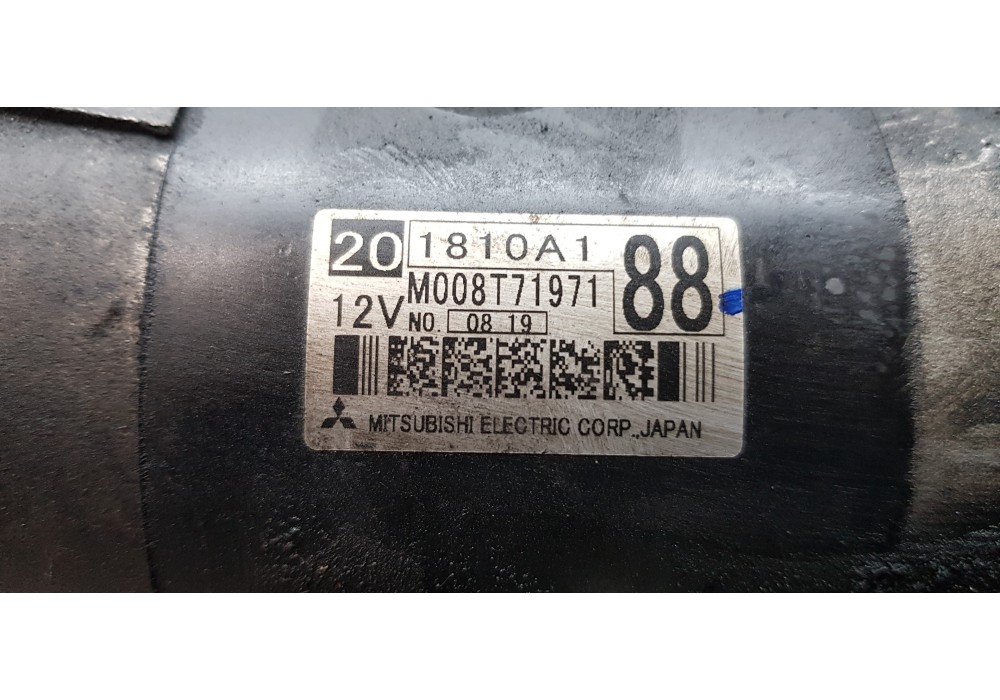 20 1810A1 88
12V M008T71971
NO. 08 19
MITSUBISHI ELECTRIC CORP.,JAPAN